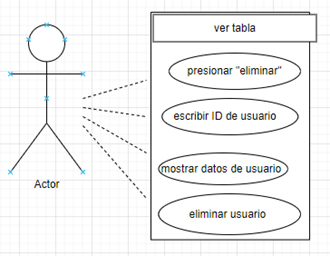 ver tabla
presionar "eliminar"
escribir ID de usuario
mostrar datos de usuario
eliminar usuario
Actor